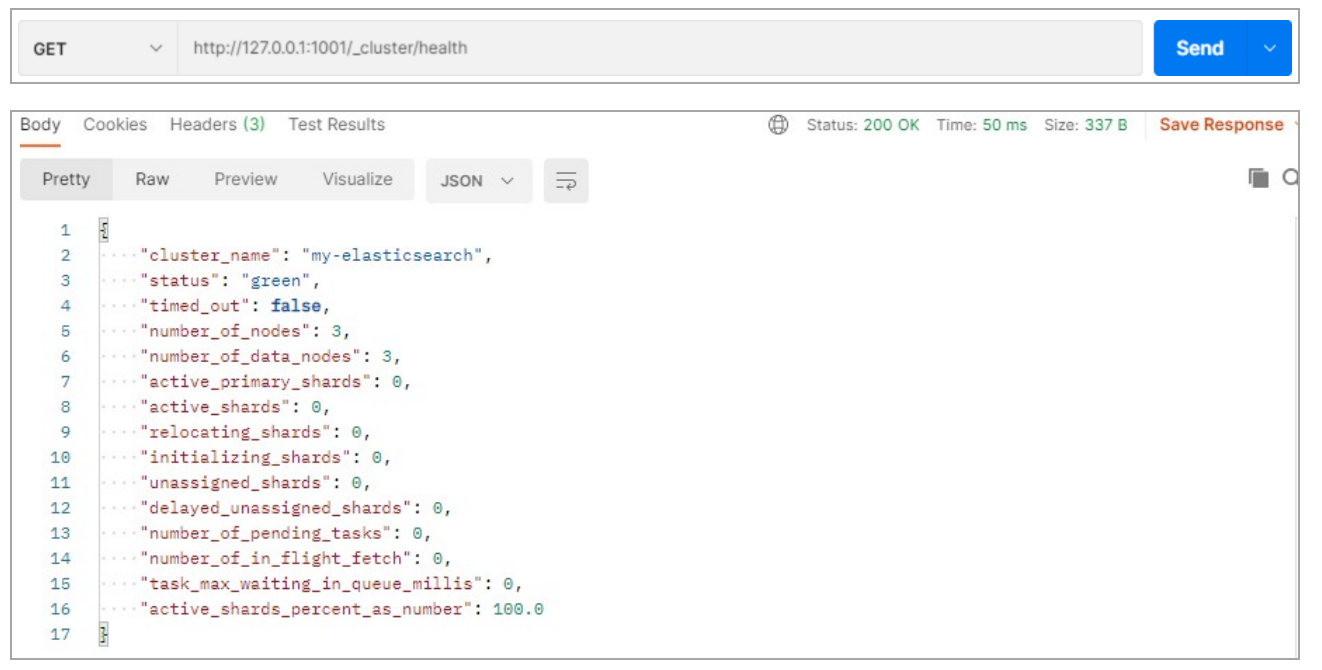 GET http://127.0.0.1:1001/_cluster/health Send
Body Cookies Headers (3) Test Results Status: 200 OK Time: 50 ms Size: 337 B Save Response
Pretty Raw Preview Visualize JSON
1 {
2 "cluster_name": "my-elasticsearch",
3 "status": "green",
4 "timed_out": false,
5 "number_of_nodes": 3,
6 "number_of_data_nodes": 3,
7 "active_primary_shards": 0,
8 "active_shards": 0,
9 "relocating_shards": 0,
10 "initializing_shards": 0,
11 "unassigned_shards": 0,
12 "delayed_unassigned_shards": 0,
13 "number_of_pending_tasks": 0,
14 "number_of_in_flight_fetch": 0,
15 "task_max_waiting_in_queue_millis": 0,
16 "active_shards_percent_as_number": 100.0
17 }